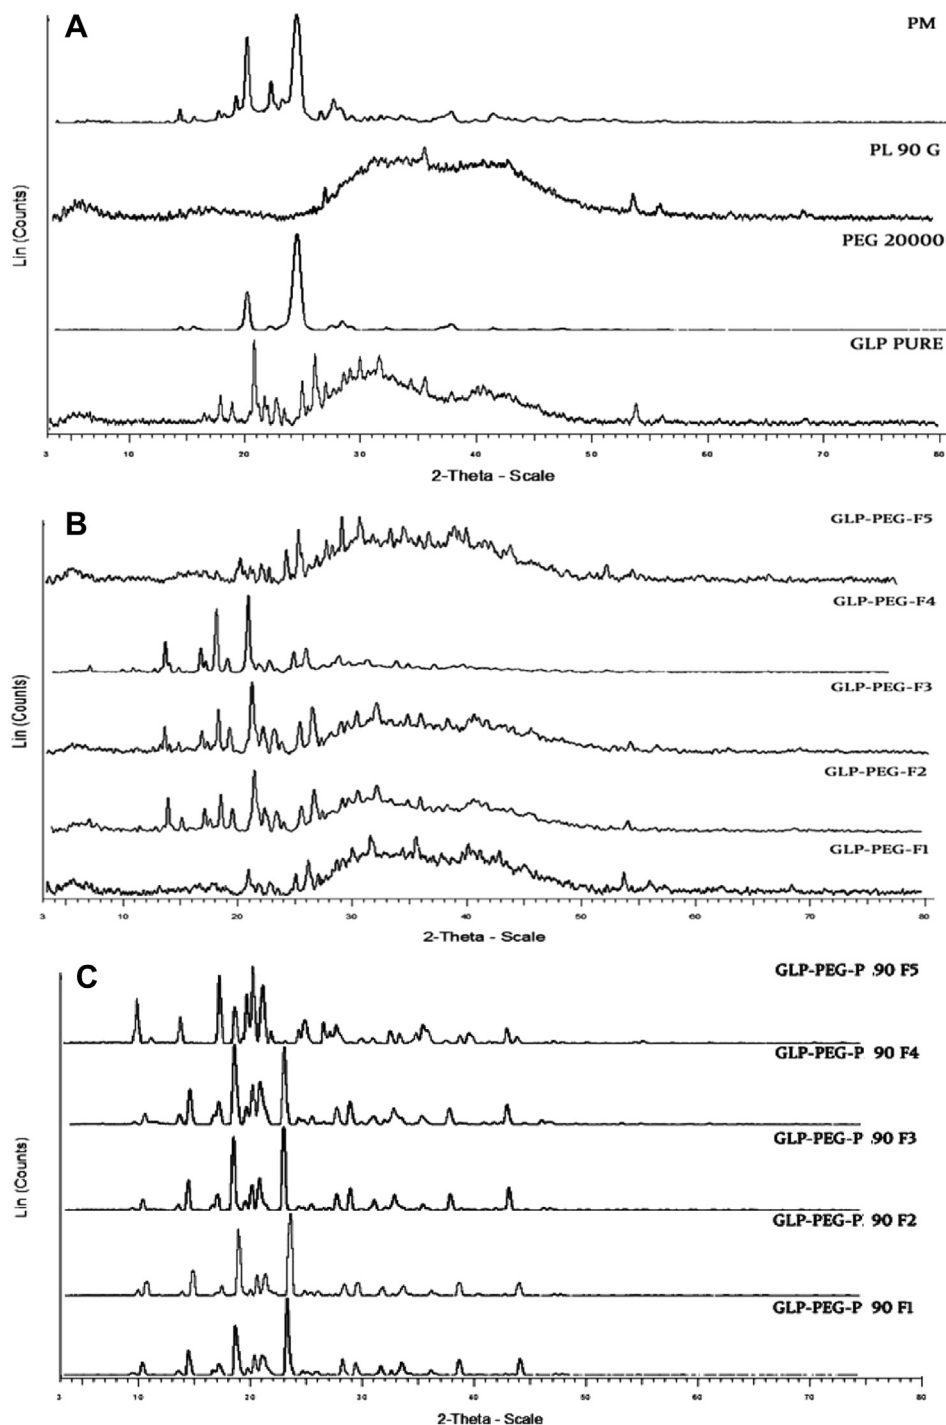 A
PM
PL 90 G
PEG 20000
GLP PURE
Lin (Counts)
3 10 20 30 40 50 60 70 80
2-Theta - Scale
B
GLP-PEG-F5
GLP-PEG-F4
GLP-PEG-F3
GLP-PEG-F2
GLP-PEG-F1
Lin (Counts)
3 10 20 30 40 50 60 70 80
2-Theta - Scale
C
GLP-PEG-P 90 F5
GLP-PEG-P 90 F4
GLP-PEG-P 90 F3
GLP-PEG-P 90 F2
GLP-PEG-P 90 F1
Lin (Counts)
3 10 20 30 40 50 60 70 80
2-Theta - Scale